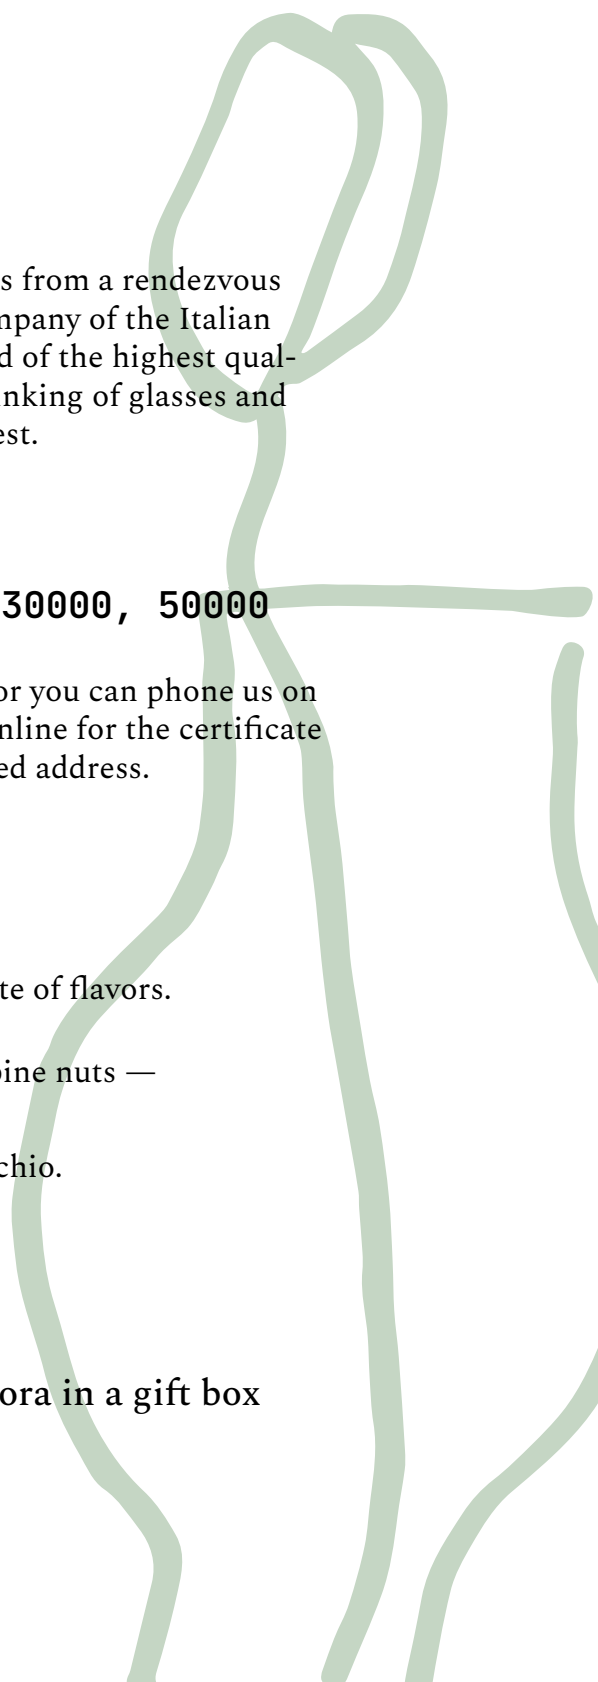 s from a rendezvous
mpany of the Italian
d of the highest qual-
nking of glasses and
est.
30000, 50000
or you can phone us on
nline for the certificate
ed address.
te of flavors.
pine nuts —
chio.
ora in a gift box